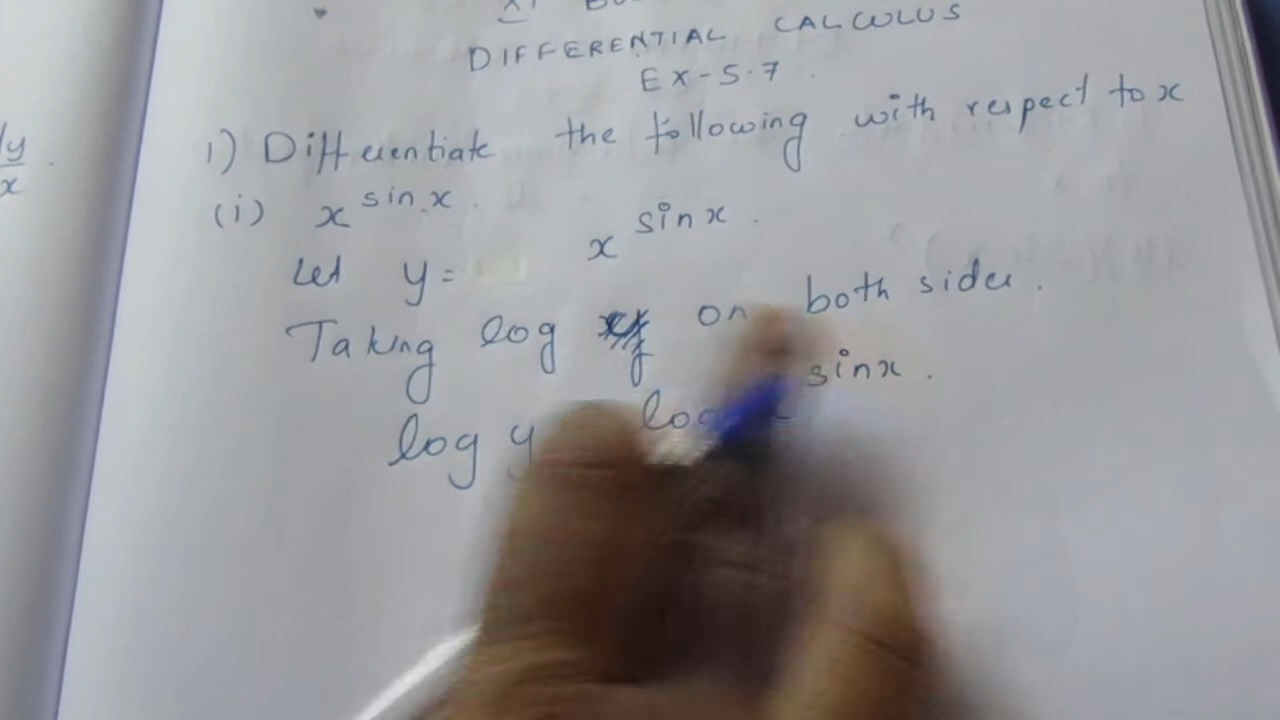 DIFFERENTIAL CALCULUS
EX-5.7
1) Differentiate the following with respect to x
(i) x^sin x.
Let y = x^sin x.
Taking log on both sides.
log y log x^sin x.
y
x